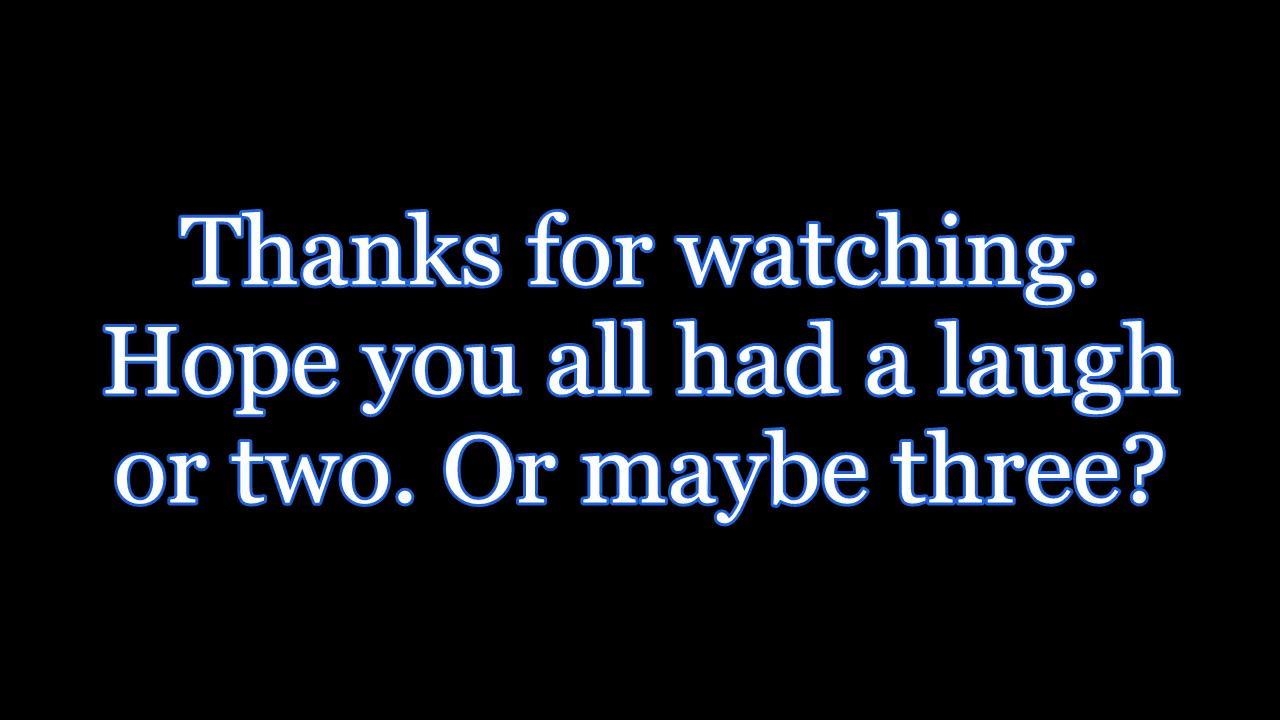 Thanks for watching.
Hope you all had a laugh
or two. Or maybe three?